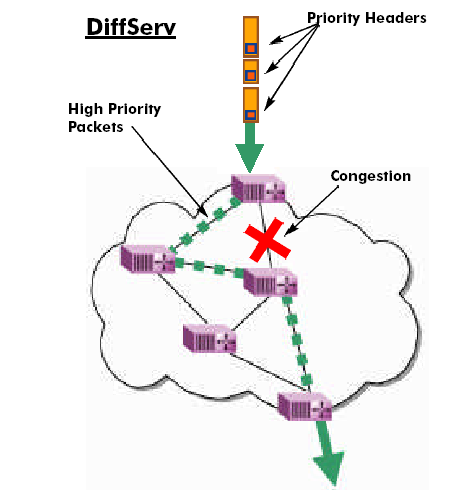 DiffServ
Priority Headers
High Priority
Packets
Congestion